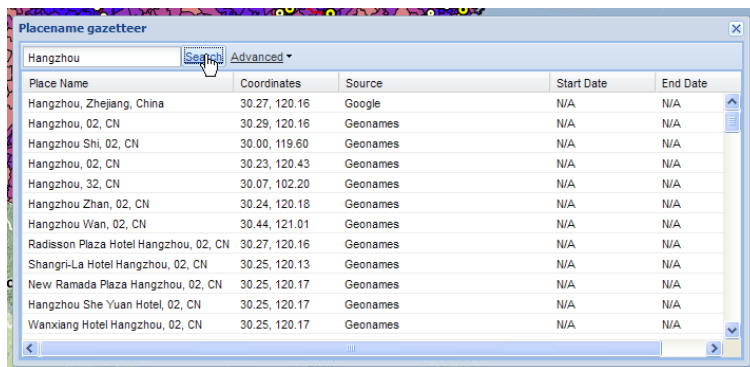 Placename gazetteer
Hangzhou Search Advanced
Place Name Coordinates Source Start Date End Date
Hangzhou, Zhejiang, China 30.27, 120.16 Google N/A N/A
Hangzhou, 02, CN 30.29, 120.16 Geonames N/A N/A
Hangzhou Shi, 02, CN 30.00, 119.60 Geonames N/A N/A
Hangzhou, 02, CN 30.23, 120.43 Geonames N/A N/A
Hangzhou, 32, CN 30.07, 102.20 Geonames N/A N/A
Hangzhou Zhan, 02, CN 30.24, 120.18 Geonames N/A N/A
Hangzhou Wan, 02, CN 30.44, 121.01 Geonames N/A N/A
Radisson Plaza Hotel Hangzhou, 02, CN 30.27, 120.16 Geonames N/A N/A
Shangri-La Hotel Hangzhou, 02, CN 30.25, 120.13 Geonames N/A N/A
New Ramada Plaza Hangzhou, 02, CN 30.25, 120.17 Geonames N/A N/A
Hangzhou She Yuan Hotel, 02, CN 30.25, 120.17 Geonames N/A N/A
Wanxiang Hotel Hangzhou, 02, CN 30.25, 120.17 Geonames N/A N/A